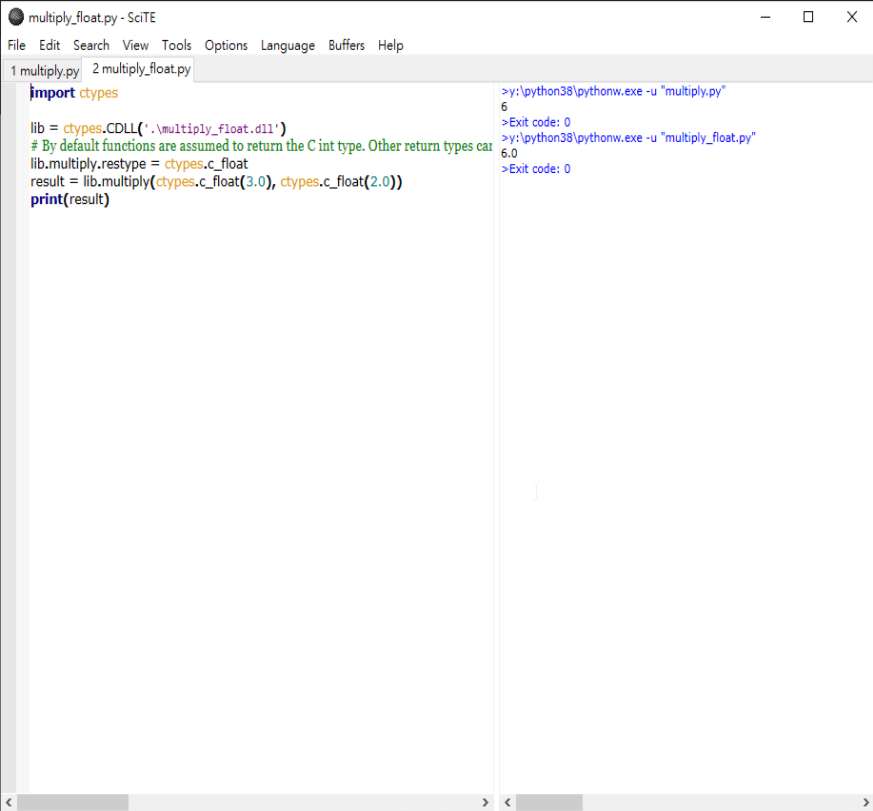 multiply_float.py - SciTE
File Edit Search View Tools Options Language Buffers Help
1 multiply.py 2 multiply_float.py
import ctypes
lib = ctypes.CDLL('.\multiply_float.dll')
# By default functions are assumed to return the C int type. Other return types car
lib.multiply.restype = ctypes.c_float
result = lib.multiply(ctypes.c_float(3.0), ctypes.c_float(2.0))
print(result)
>y:\python38\pythonw.exe -u "multiply.py"
6
>Exit code: 0
>y:\python38\pythonw.exe -u "multiply_float.py"
6.0
>Exit code: 0